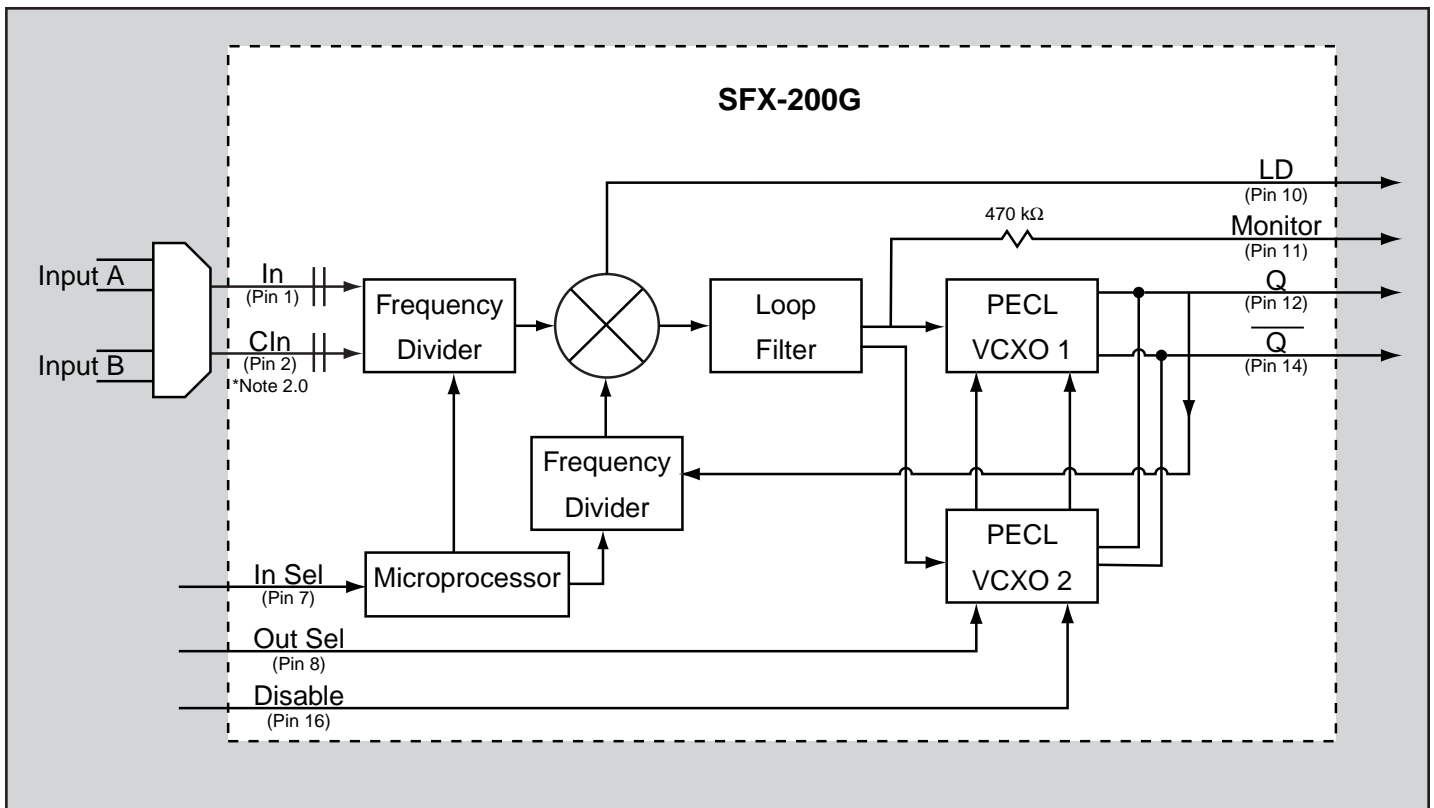 SFX-200G
LD
(Pin 10)
470 kΩ
Monitor
(Pin 11)
Input A
In
(Pin 1)
Frequency
Divider
Loop
Filter
PECL
VCXO 1
Q
(Pin 12)
Input B
CIn
(Pin 2)
*Note 2.0
Q
(Pin 14)
Frequency
Divider
PECL
VCXO 2
In Sel
(Pin 7)
Microprocessor
Out Sel
(Pin 8)
Disable
(Pin 16)